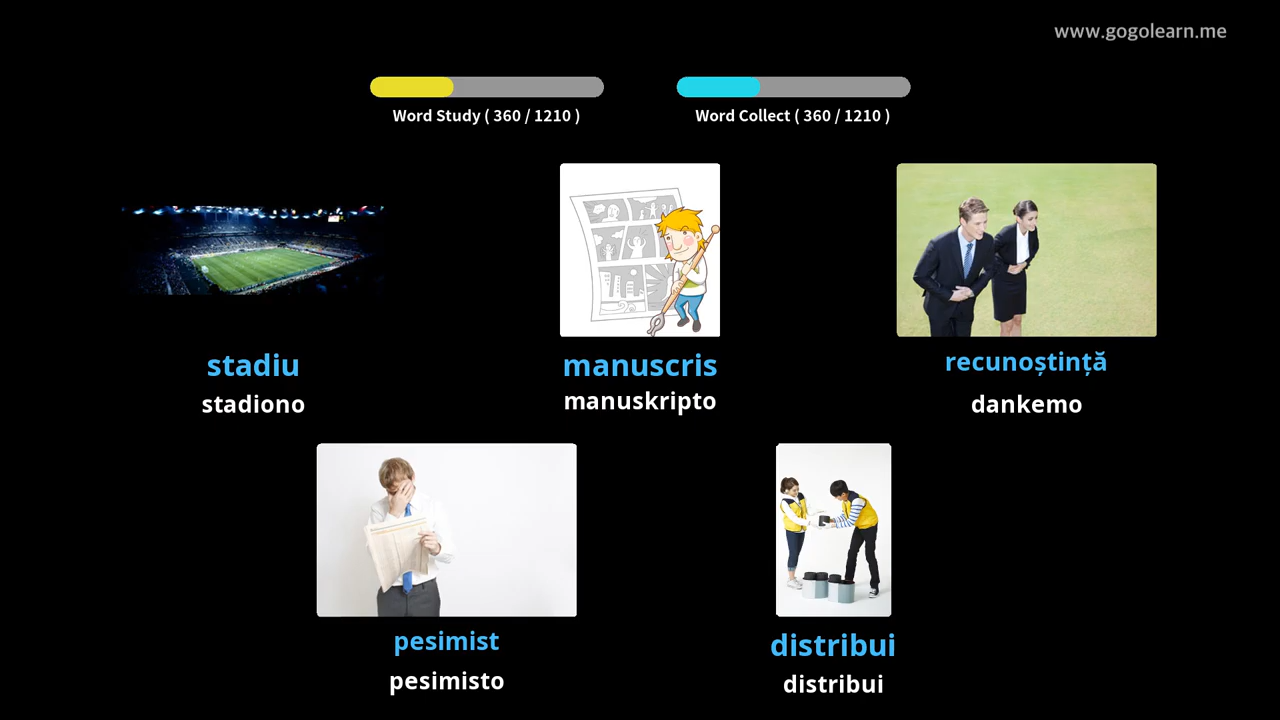 www.gogolearn.me
Word Study ( 360 / 1210 )
Word Collect ( 360 / 1210 )
stadiu
stadiono
manuscris
manuskripto
recunoștință
dankemo
pesimist
pesimisto
distribui
distribui